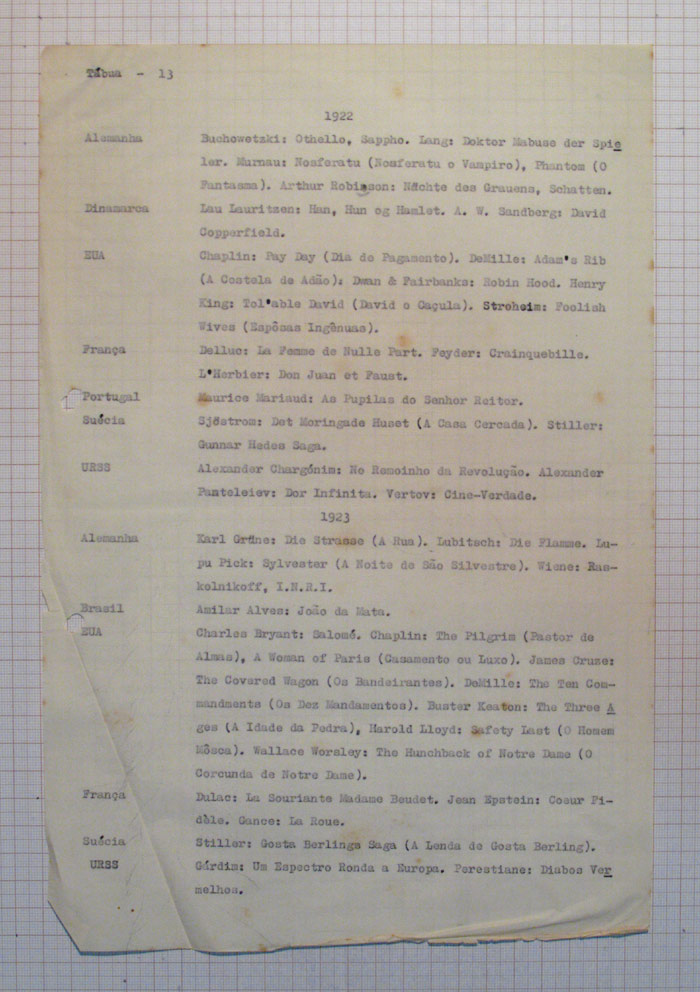 Tábua - 13
1922
Alemanha Buchowetzki: Othello, Sappho. Lang: Doktor Mabuse der Spie
ler. Murnau: Nosferatu (Nosferatu o Vampiro), Phantom (O
Fantasma). Arthur Robinson: Nächte des Grauens, Schatten.
Dinamarca Lau Lauritzen: Han, Hun og Hamlet. A. W. Sandberg: David
Copperfield.
EUA Chaplin: Pay Day (Dia de Pagamento). DeMille: Adam's Rib
(A Costela de Adão): Dwan & Fairbanks: Robin Hood. Henry
King: Tol'able David (David o Caçula). Stroheim: Foolish
Wives (Espôsas Ingênuas).
França Delluc: La Femme de Nulle Part. Feyder: Crainquebille.
L'Herbier: Don Juan et Faust.
Portugal Maurice Mariaud: As Pupilas do Senhor Reitor.
Suécia Sjöstrom: Det Moringade Huset (A Casa Cercada). Stiller:
Gunnar Hedes Saga.
URSS Alexander Chargónim: No Remoinho da Revolução. Alexander
Panteleiev: Dor Infinita. Vertov: Cine-Verdade.
1923
Alemanha Karl Grüne: Die Strasse (A Rua). Lubitsch: Die Flamme. Lu-
pu Pick: Sylvester (A Noite de São Silvestre). Wiene: Ras-
kolnikoff, I.N.R.I.
Brasil Amilar Alves: João da Mata.
EUA Charles Bryant: Salomé. Chaplin: The Pilgrim (Pastor de
Almas), A Woman of Paris (Casamento ou Luxo). James Cruze:
The Covered Wagon (Os Bandeirantes). DeMille: The Ten Com-
mandments (Os Dez Mandamentos). Buster Keaton: The Three A
ges (A Idade da Pedra), Harold Lloyd: Safety Last (O Homem
Môsca). Wallace Worsley: The Hunchback of Notre Dame (O
Corcunda de Notre Dame).
França Dulac: La Souriante Madame Beudet. Jean Epstein: Coeur Fi-
dèle. Gance: La Roue.
Suécia Stiller: Gosta Berlings Saga (A Lenda de Gosta Berling).
URSS Gárdim: Um Espectro Ronda a Europa. Perestiane: Diabos Ver
melhos.